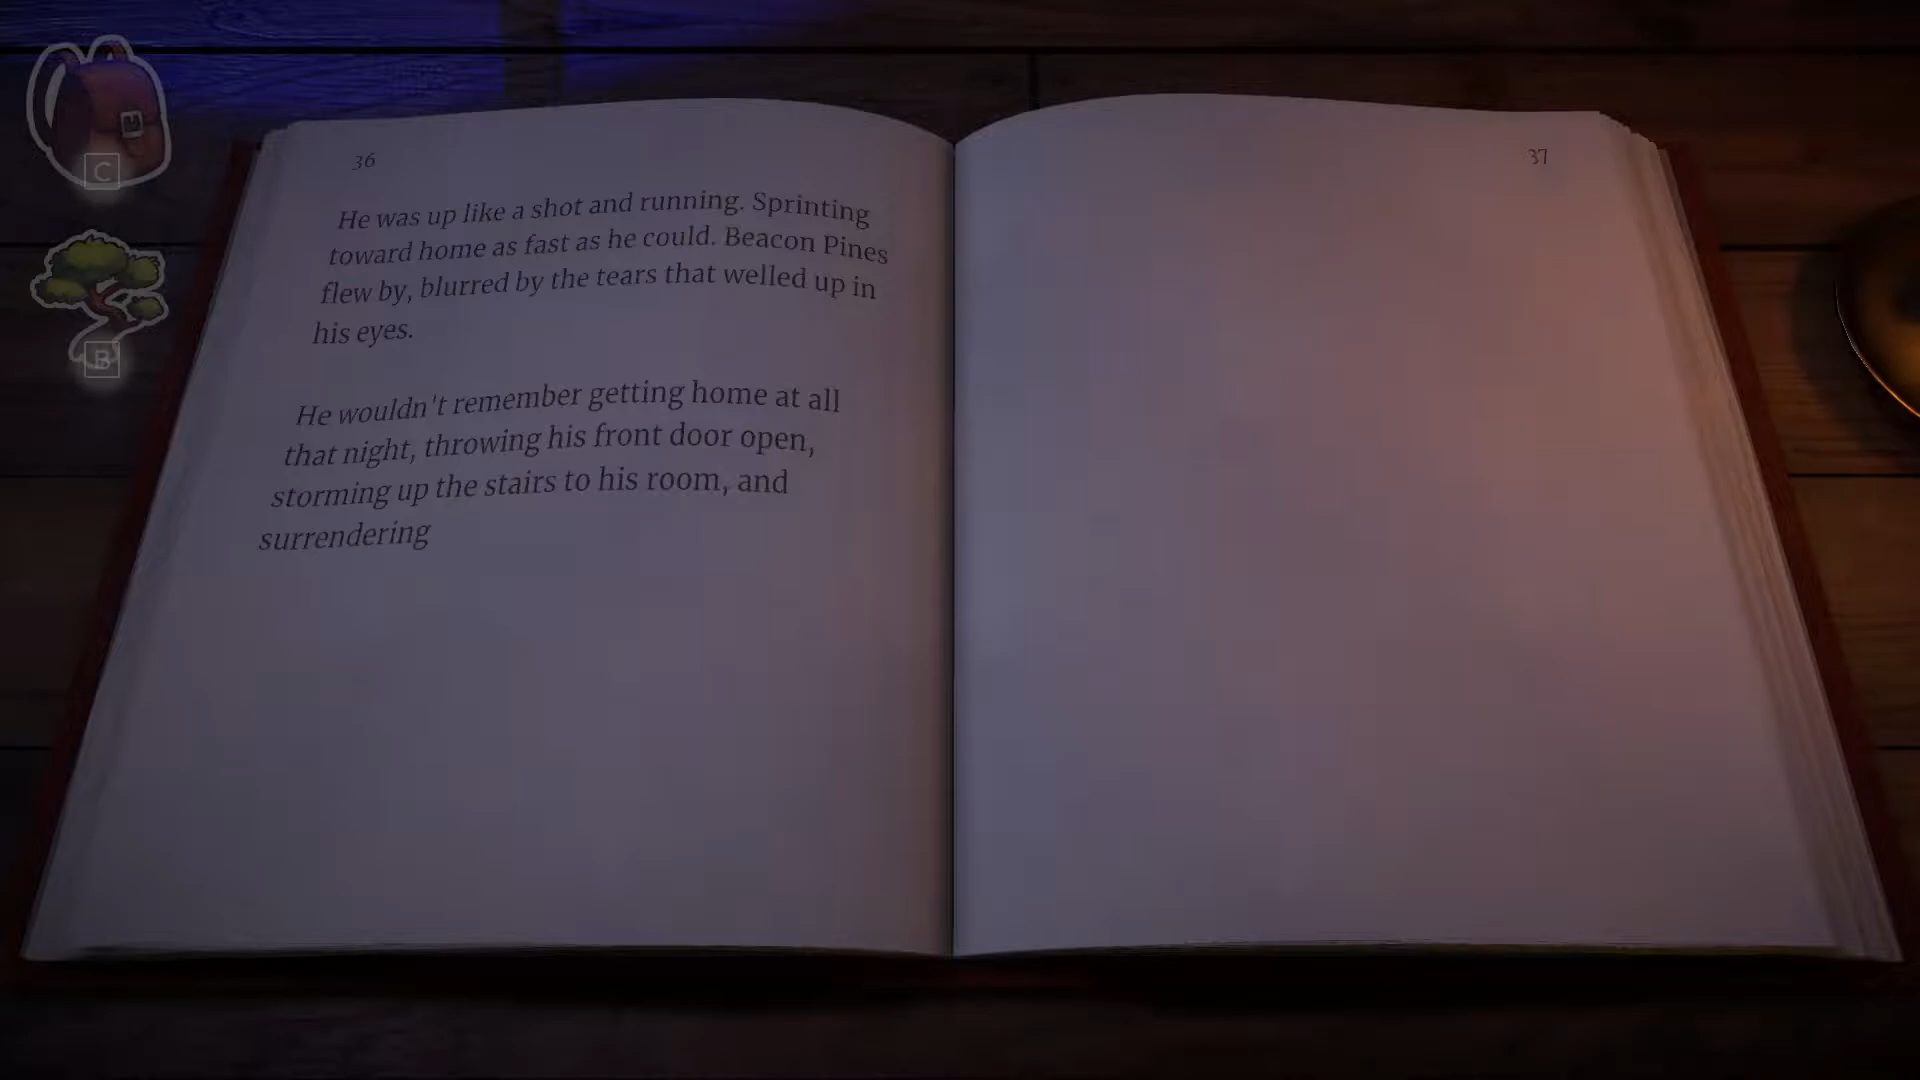 36
He was up like a shot and running. Sprinting
toward home as fast as he could. Beacon Pines
flew by, blurred by the tears that welled up in
his eyes.
He wouldn't remember getting home at all
that night, throwing his front door open,
storming up the stairs to his room, and
surrendering
37
C
B